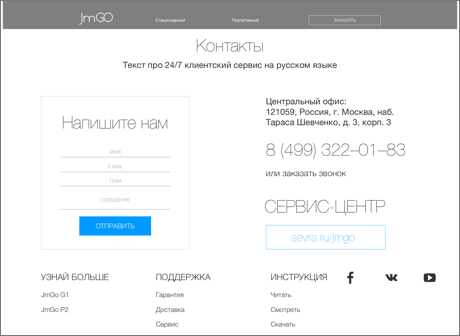 JmGO
Стационарный
Портативный
ЗАКАЗАТЬ
Контакты
Текст про 24/7 клиентский сервис на русском языке
Напишите нам
ИМЯ
E-MAIL
ТЕМА
СООБЩЕНИЕ
ОТПРАВИТЬ
Центральный офис:
121059, Россия, г. Москва, наб.
Тараса Шевченко, д. 3, корп. 3
8 (499) 322–01–83
или заказать звонок
СЕРВИС-ЦЕНТР
sevris.ru/jmgo
УЗНАЙ БОЛЬШЕ
JmGo G1
JmGo P2
ПОДДЕРЖКА
Гарантия
Доставка
Сервис
ИНСТРУКЦИЯ
Читать
Смотреть
Скачать